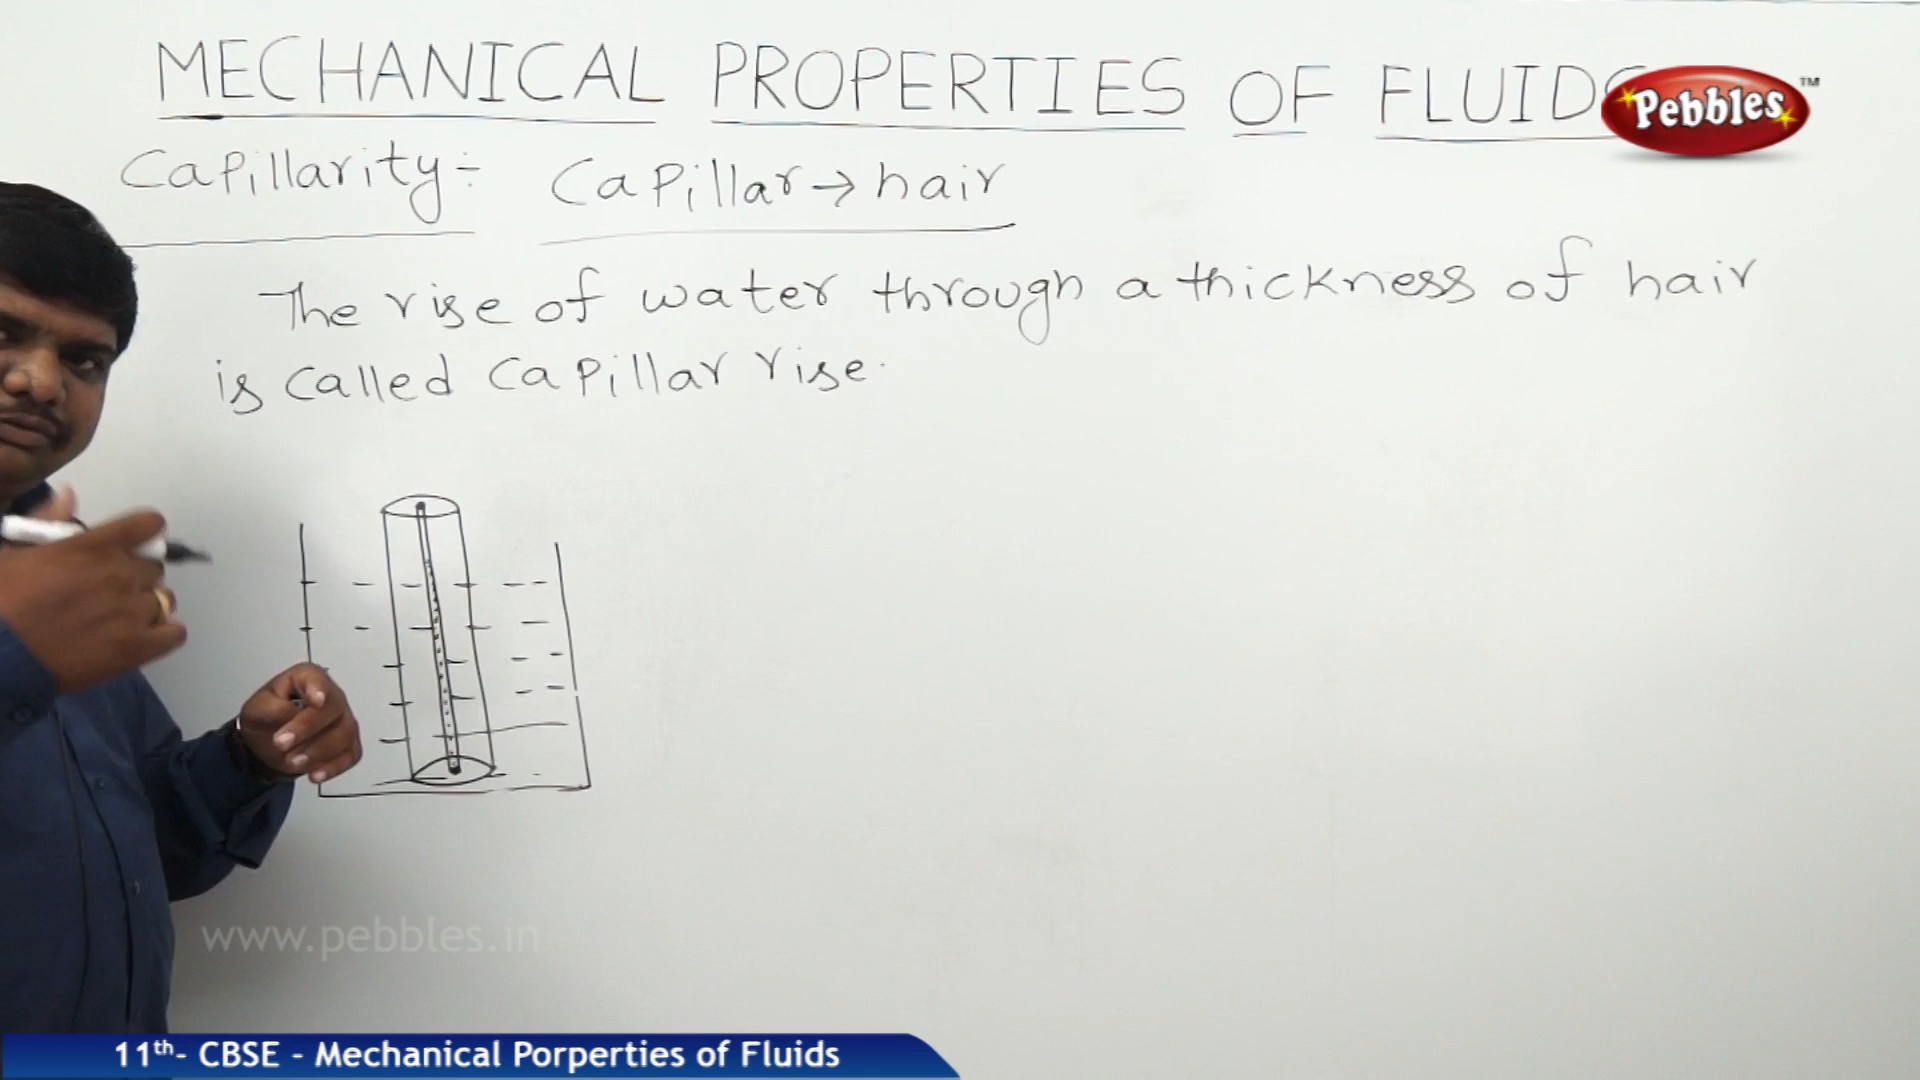 MECHANICAL PROPERTIES OF FLUIDS
Pebbles™
Capillarity:- Capillar → hair
The rise of water through a thickness of hair
is called capillar rise.
www.pebbles.in
11th- CBSE - Mechanical Porperties of Fluids